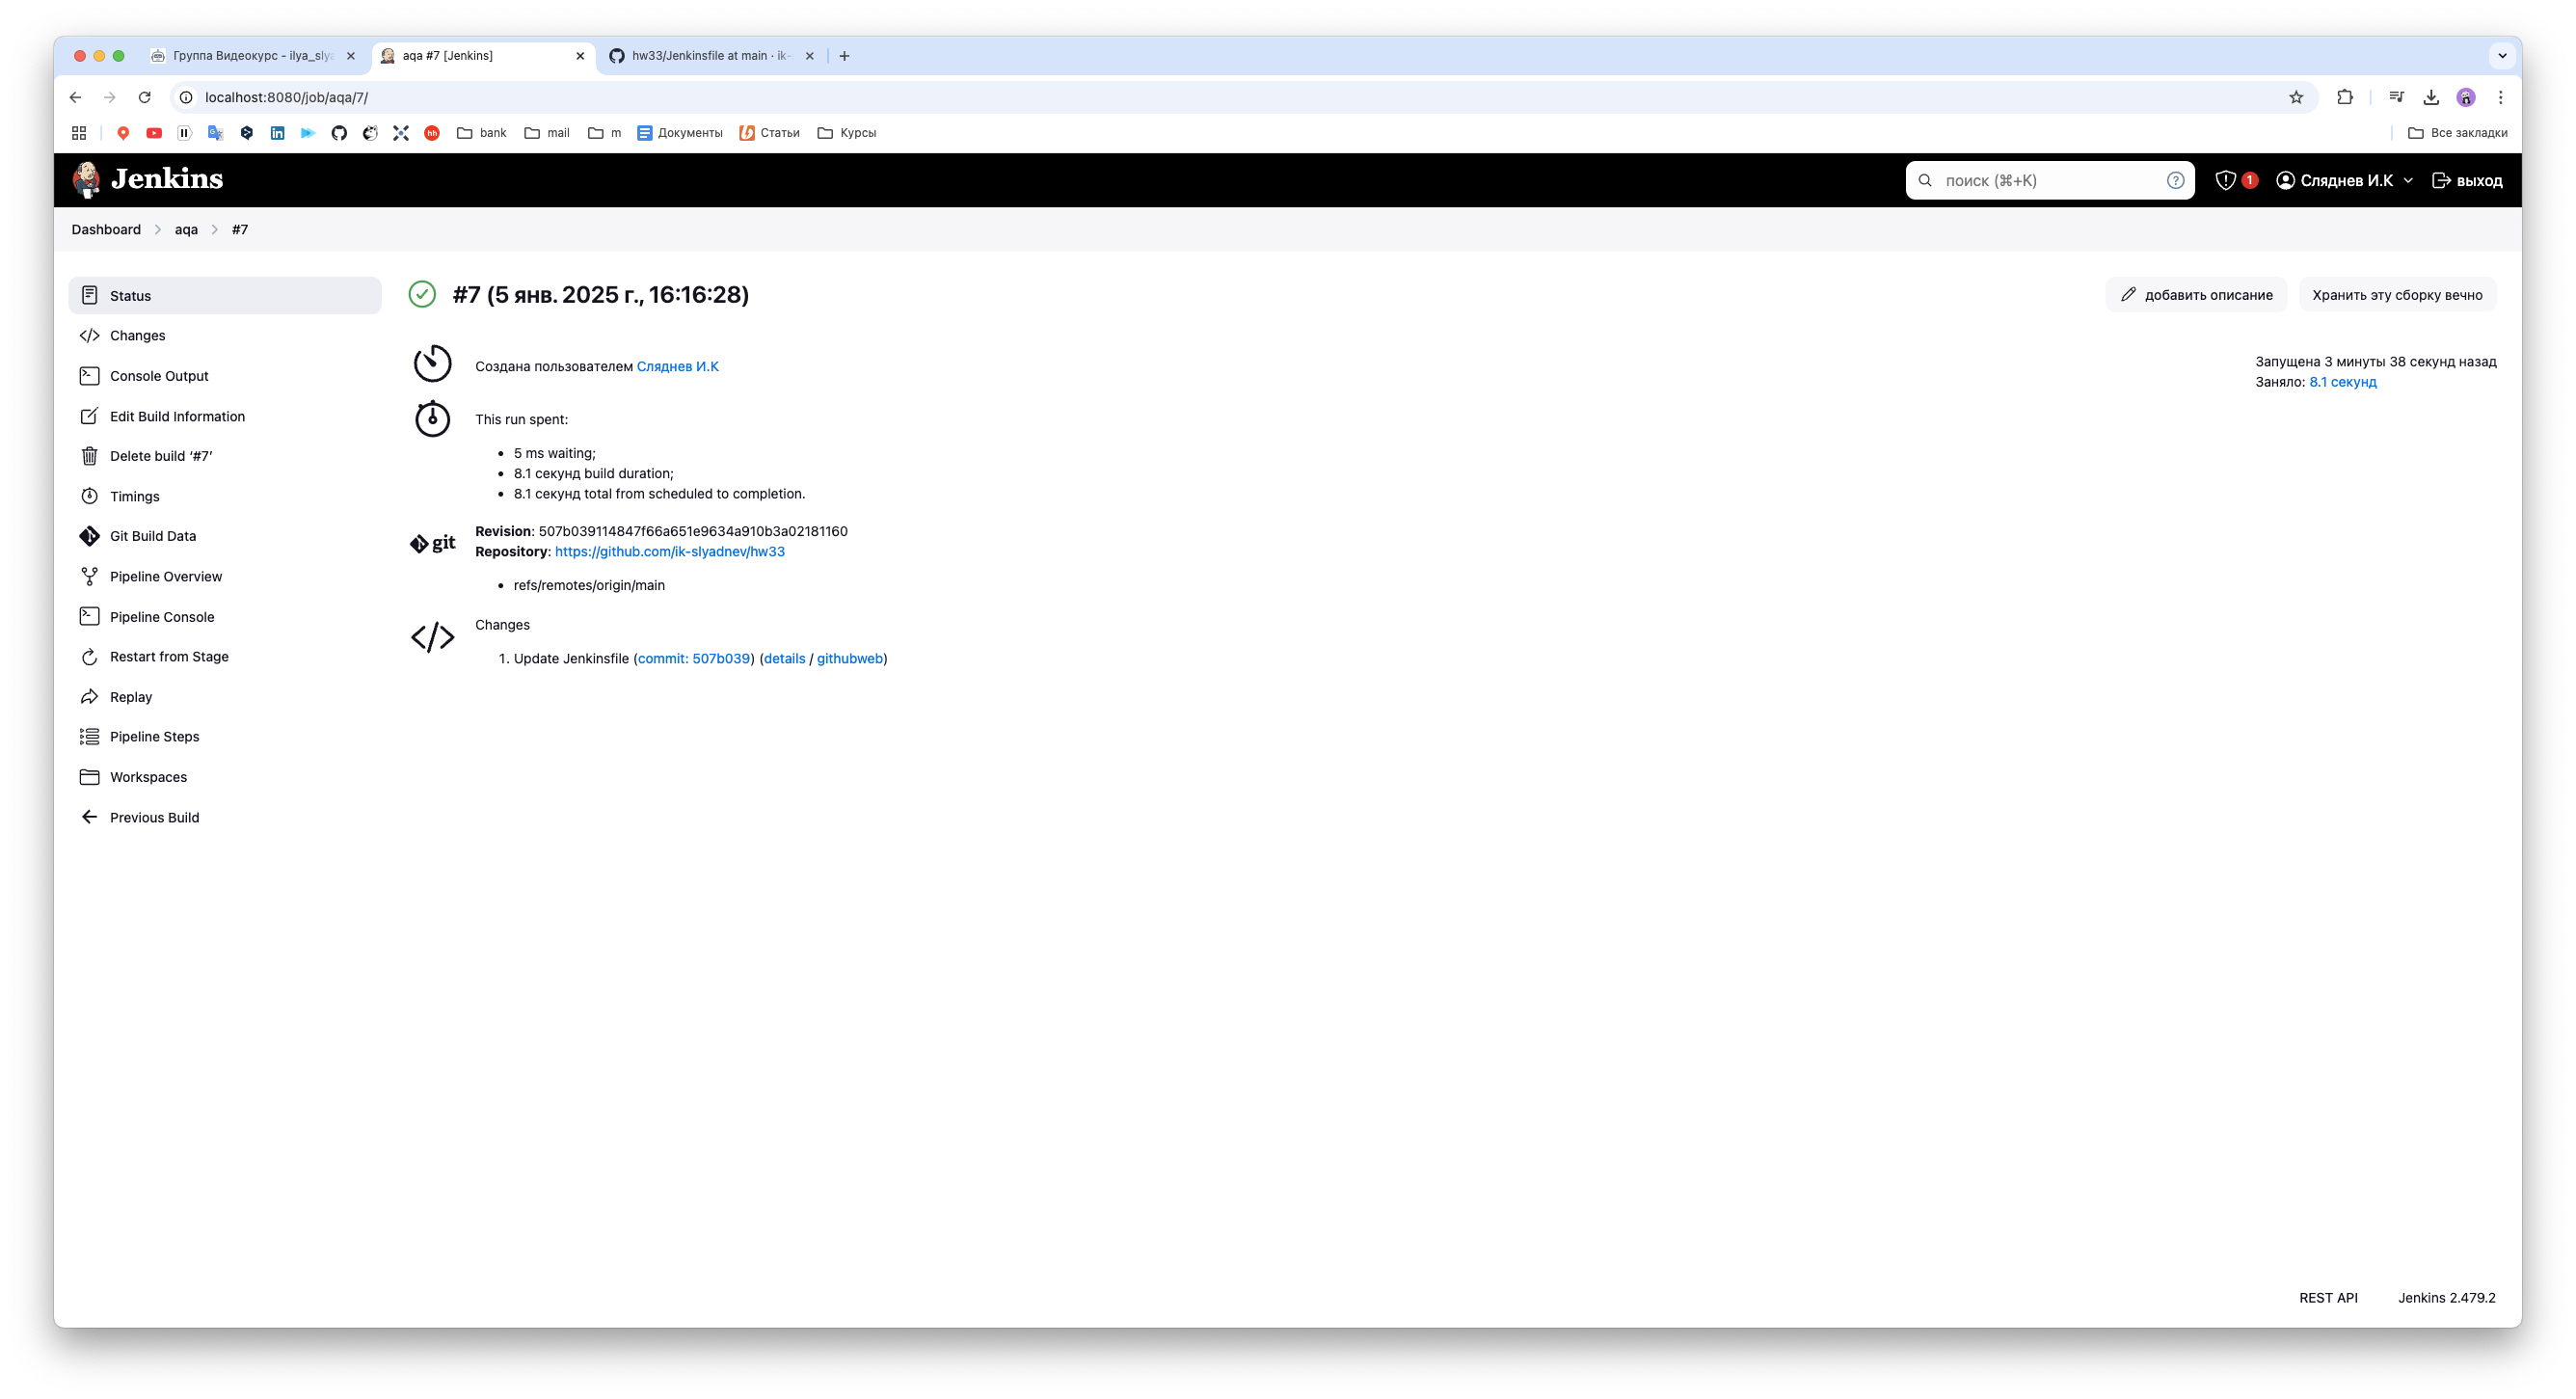 Группа Видеокурс - ilya_slya
aqa #7 [Jenkins]
hw33/Jenkinsfile at main · ik-
localhost:8080/job/aqa/7/
hh
bank
mail
m
Документы
Статьи
Курсы
Все закладки
Jenkins
поиск (⌘+K)
1
Сляднев И.К
выход
Dashboard
aqa
#7
Status
Changes
Console Output
Edit Build Information
Delete build ‘#7’
Timings
Git Build Data
Pipeline Overview
Pipeline Console
Restart from Stage
Replay
Pipeline Steps
Workspaces
Previous Build
#7 (5 янв. 2025 г., 16:16:28)
добавить описание
Хранить эту сборку вечно
Создана пользователем Сляднев И.К
Запущена 3 минуты 38 секунд назад
Заняло: 8.1 секунд
This run spent:
5 ms waiting;
8.1 секунд build duration;
8.1 секунд total from scheduled to completion.
git
Revision: 507b039114847f66a651e9634a910b3a02181160
Repository: https://github.com/ik-slyadnev/hw33
refs/remotes/origin/main
Changes
1. Update Jenkinsfile (commit: 507b039) (details / githubweb)
REST API
Jenkins 2.479.2